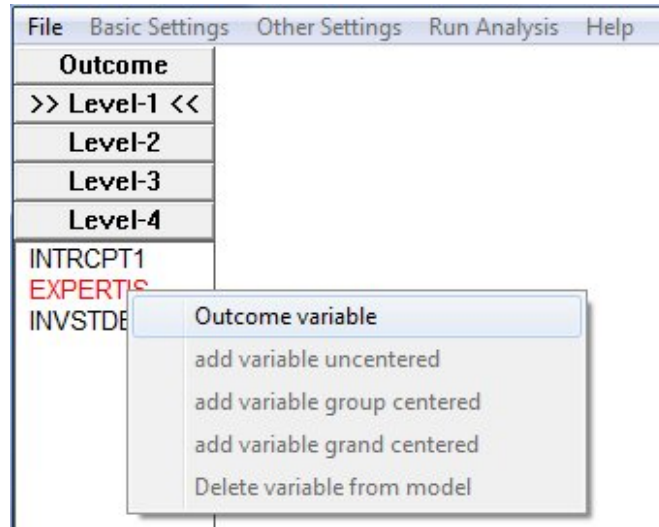 File Basic Settings Other Settings Run Analysis Help
Outcome
>> Level-1 <<
Level-2
Level-3
Level-4
INTRCPT1
EXPERTIS
Outcome variable
add variable uncentered
add variable group centered
add variable grand centered
Delete variable from model